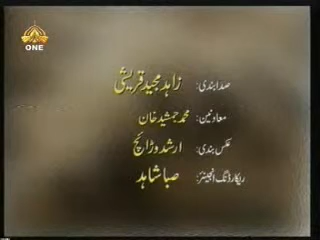 ONE
صدابندی: زاہد مجید قریشی
معاونین: محمد جمشید خان
عکس بندی: ارشد وڑائچ
ریکارڈنگ انجینئر: صبا شاہد